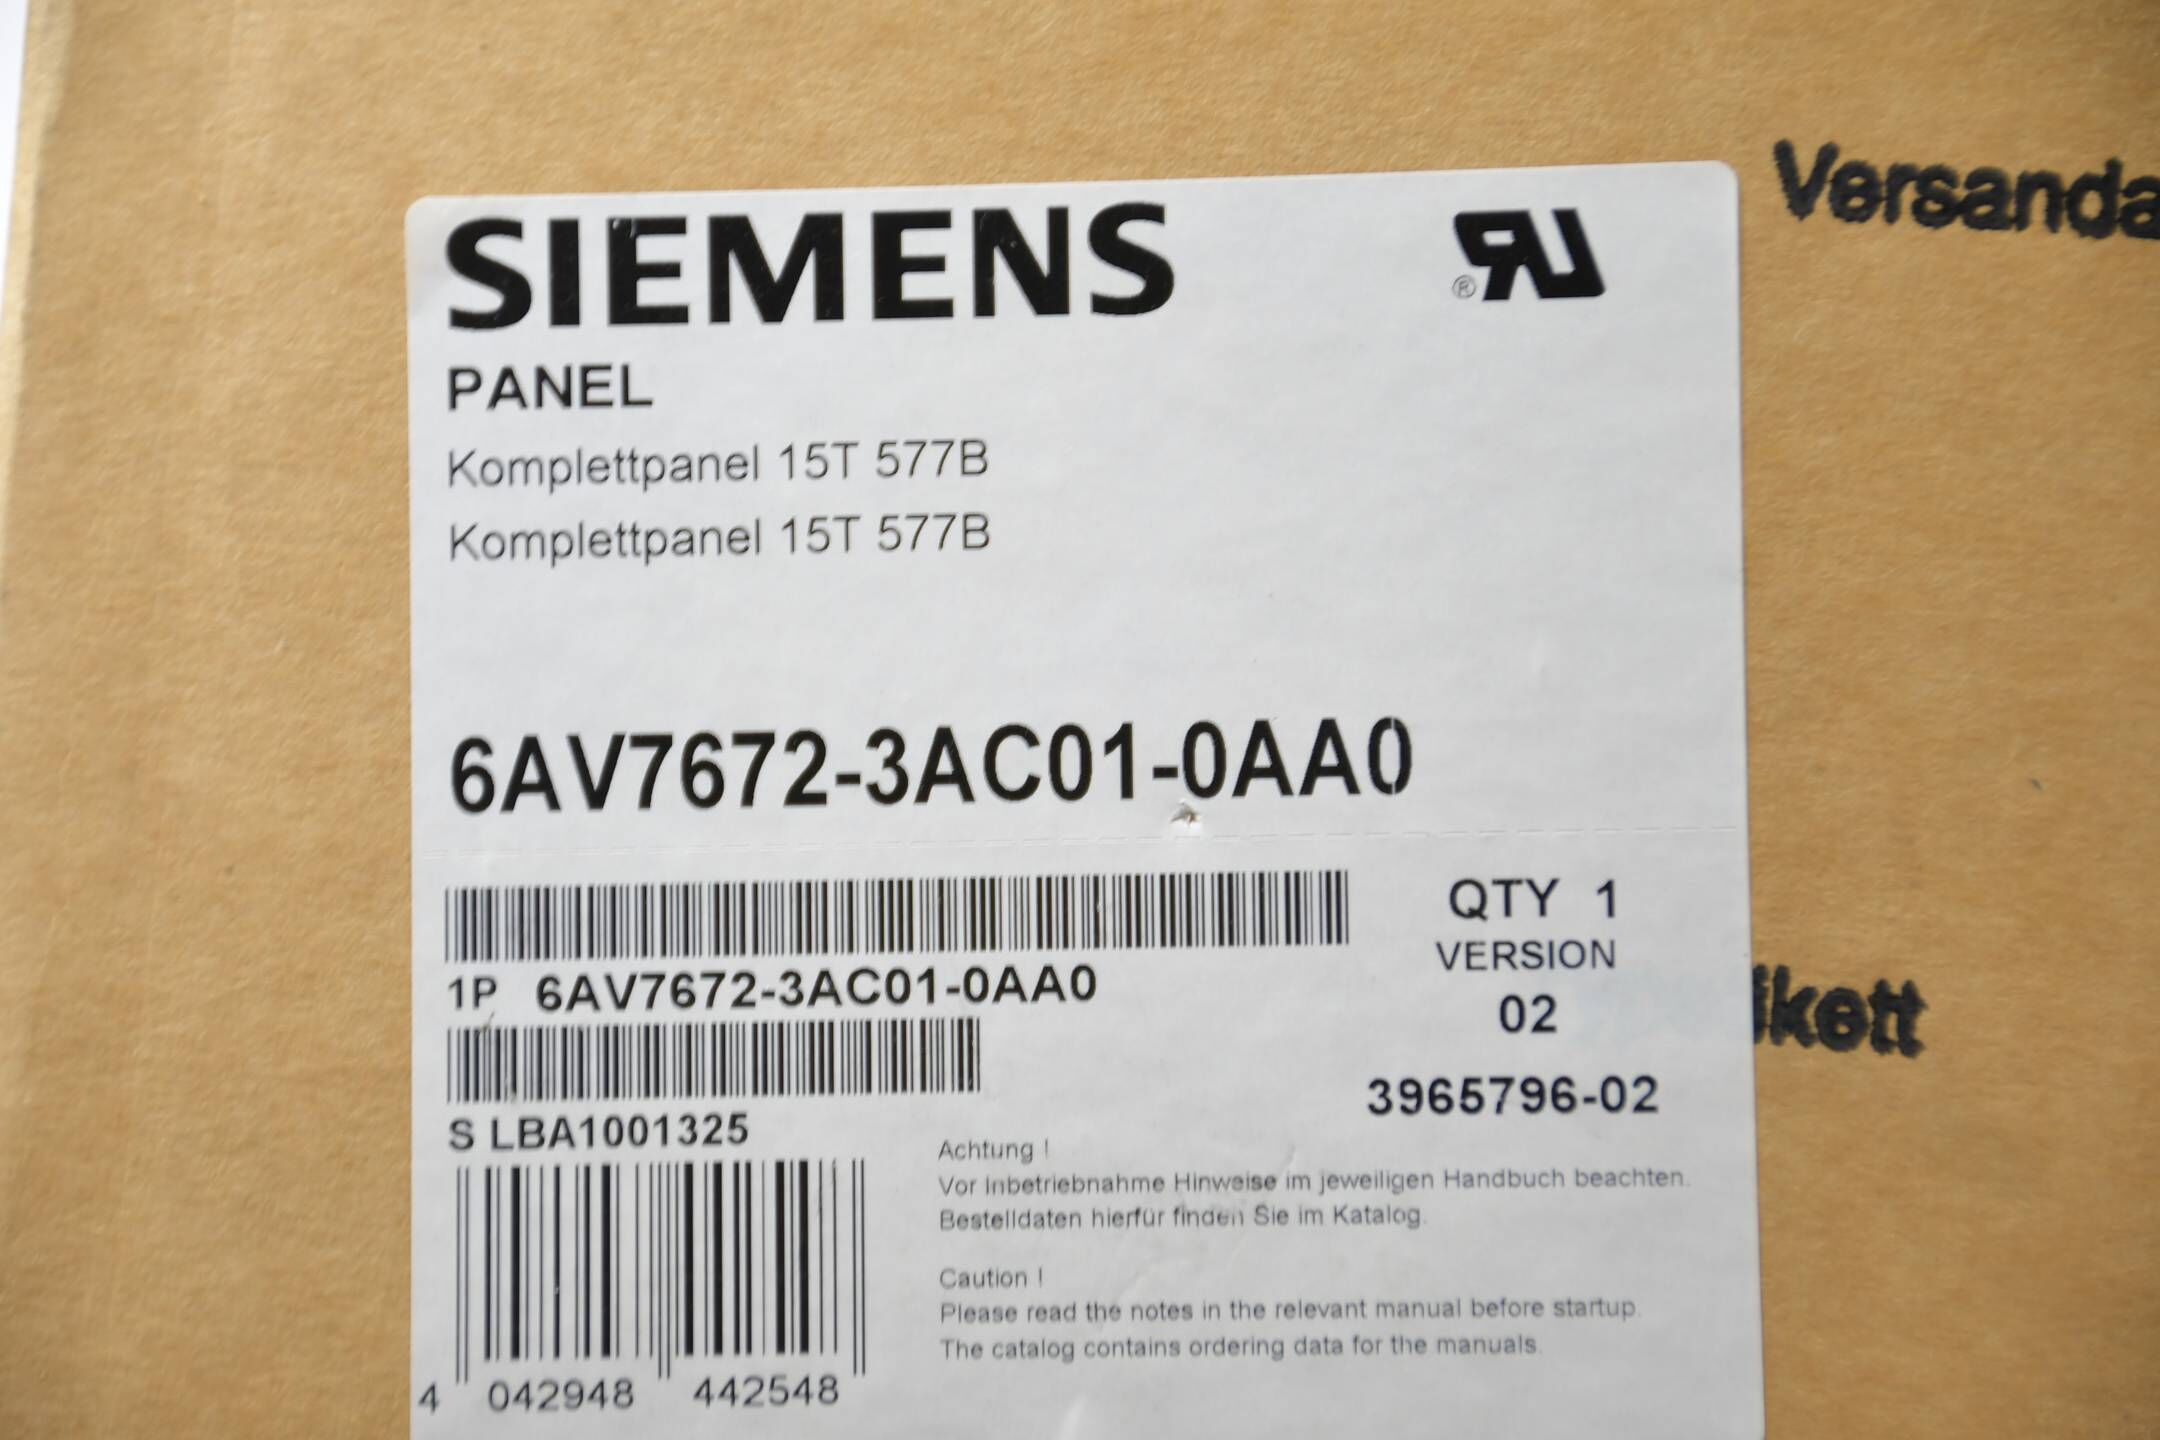 Versanda
SIEMENS
PANEL
Komplettpanel 15T 577B
Komplettpanel 15T 577B
6AV7672-3AC01-0AA0
1P 6AV7672-3AC01-0AA0
QTY 1
VERSION
02
ikett
3965796-02
S LBA1001325
Achtung !
Vor Inbetriebnahme Hinweise im jeweiligen Handbuch beachten.
Bestelldaten hierfür finden Sie im Katalog.
Caution !
Please read the notes in the relevant manual before startup.
The catalog contains ordering data for the manuals.
4 042948 442548